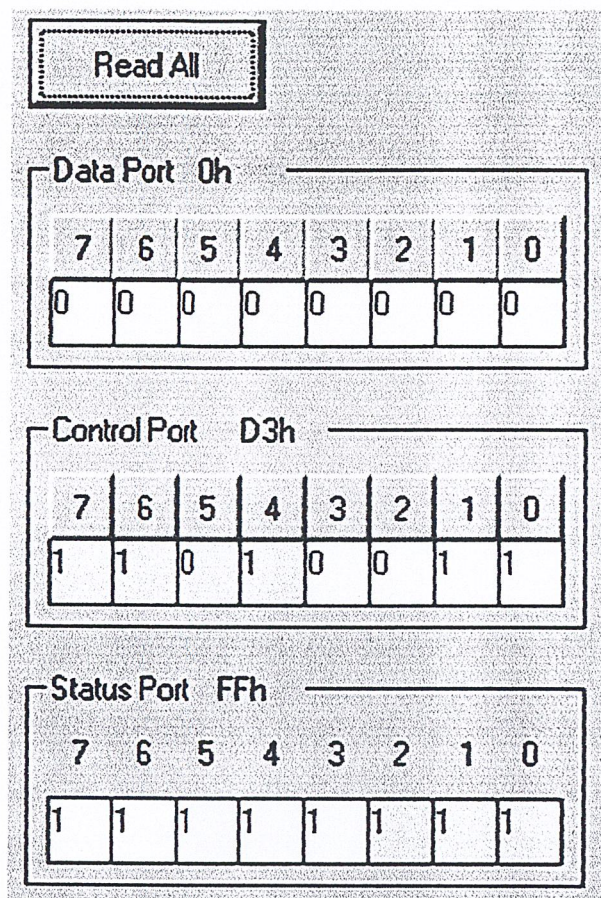 Read All
Data Port 0h
7 6 5 4 3 2 1 0
0 0 0 0 0 0 0 0
Control Port D3h
7 6 5 4 3 2 1 0
1 1 0 1 0 0 1 1
Status Port FFh
7 6 5 4 3 2 1 0
1 1 1 1 1 1 1 1